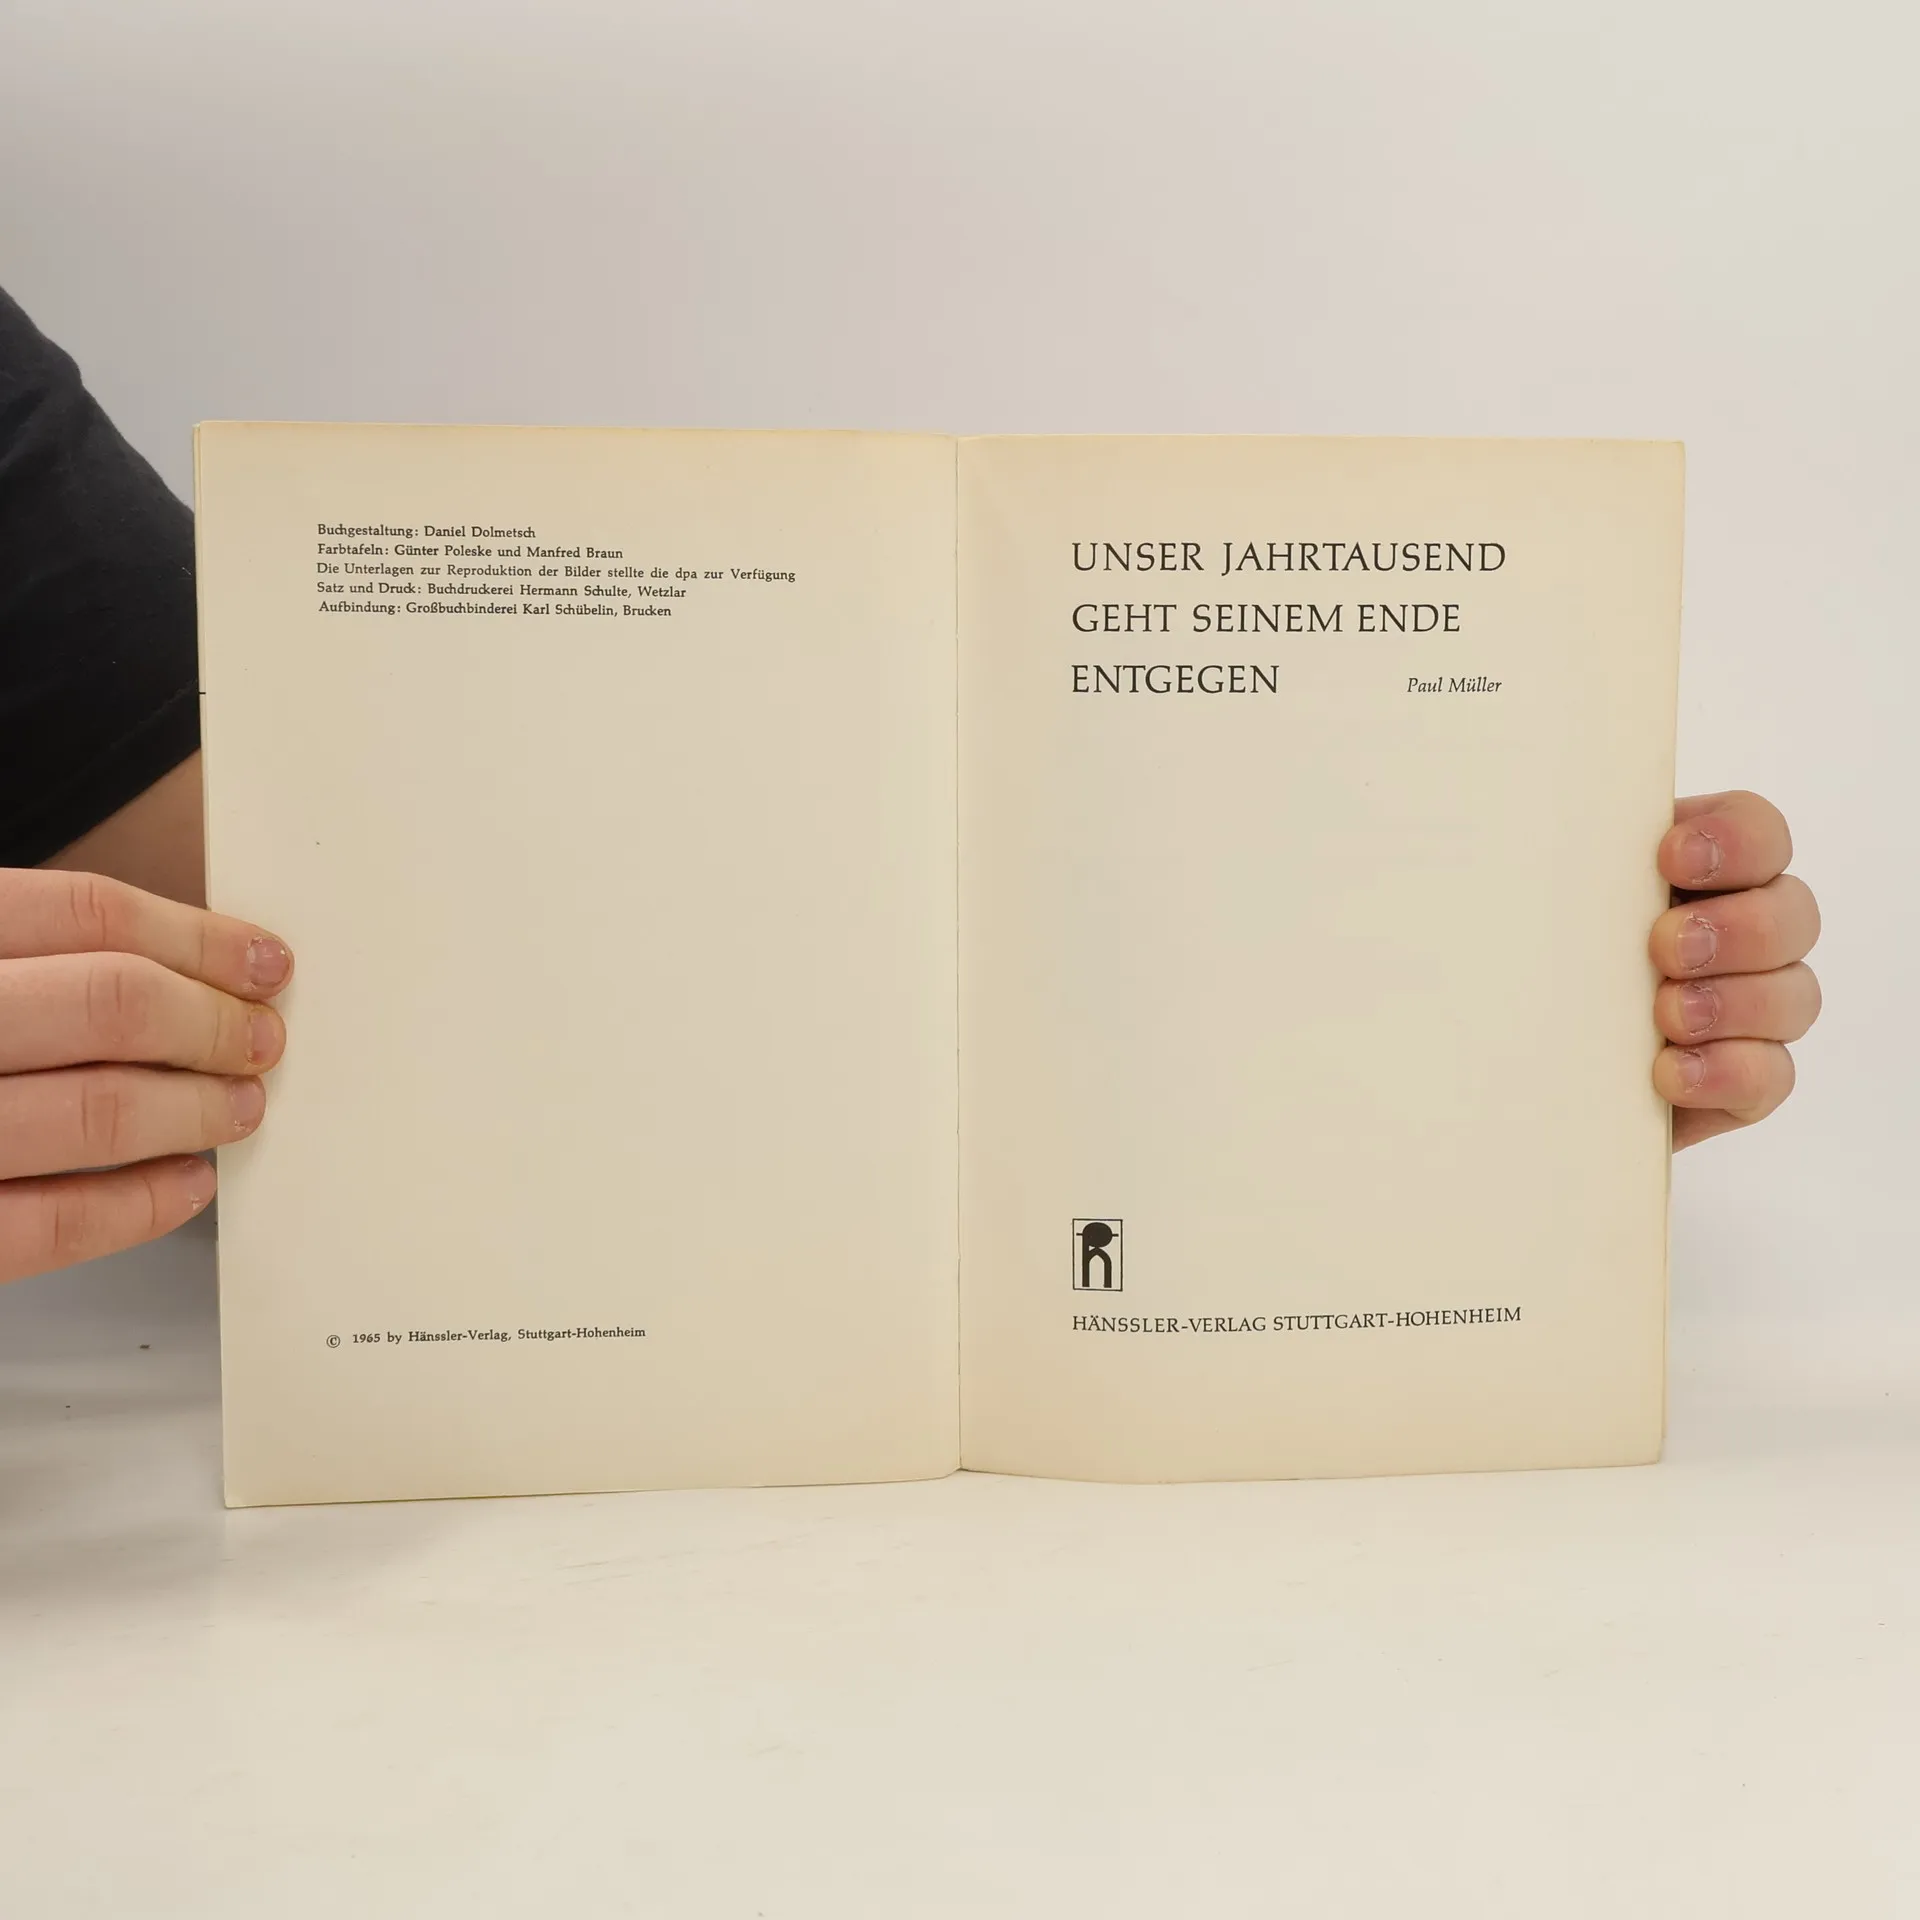 Buchgestaltung: Daniel Dolmetsch
Farbtafeln: Günter Poleske und Manfred Braun
Die Unterlagen zur Reproduktion der Bilder stellte die dpa zur Verfügung
Satz und Druck: Buchdruckerei Hermann Schulte, Wetzlar
Aufbindung: Großbuchbinderei Karl Schübelin, Brucken
© 1965 by Hänssler-Verlag, Stuttgart-Hohenheim
UNSER JAHRTAUSEND
GEHT SEINEM ENDE
ENTGEGEN Paul Müller
HÄNSSLER-VERLAG STUTTGART-HOHENHEIM